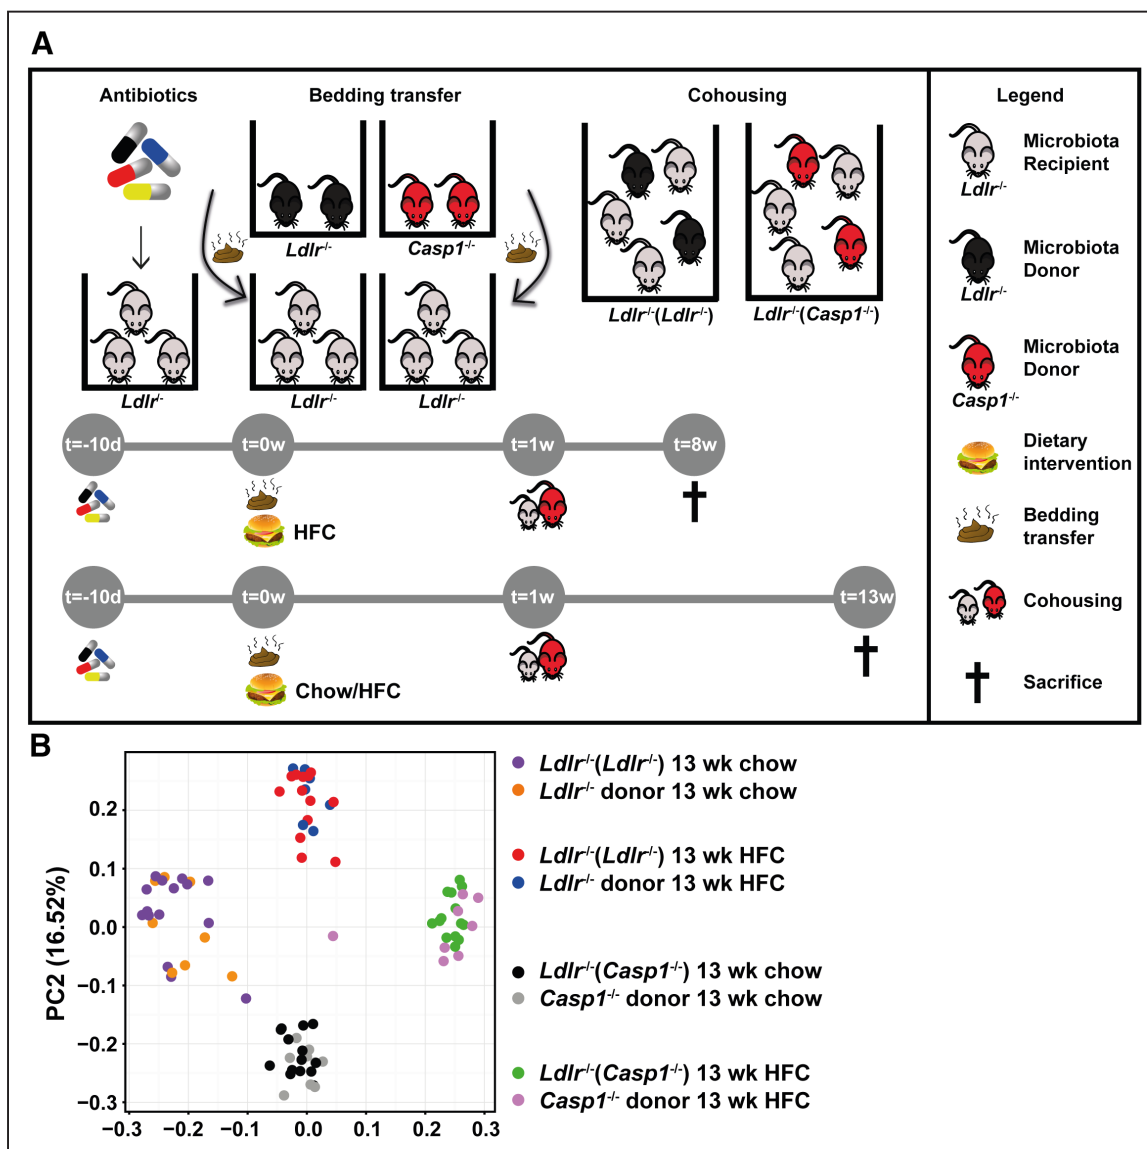 A
Antibiotics
Bedding transfer
Cohousing
Legend
Ldlr-/-
Casp1-/-
Ldlr-/-(Ldlr-/-)
Ldlr-/-(Casp1-/-)
Ldlr-/-
Ldlr-/-
Ldlr-/-
Microbiota
Recipient
Ldlr-/-
Microbiota
Donor
Ldlr-/-
Microbiota
Donor
Casp1-/-
Dietary
intervention
Bedding
transfer
Cohousing
Sacrifice
t=-10d
t=0w
t=1w
t=8w
HFC
t=-10d
t=0w
t=1w
t=13w
Chow/HFC
B
PC2 (16.52%)
0.2
0.1
0.0
−0.1
−0.2
−0.3
−0.3
−0.2
−0.1
0.0
0.1
0.2
0.3
Ldlr-/-(Ldlr-/-) 13 wk chow
Ldlr-/- donor 13 wk chow
Ldlr-/-(Ldlr-/-) 13 wk HFC
Ldlr-/- donor 13 wk HFC
Ldlr-/-(Casp1-/-) 13 wk chow
Casp1-/- donor 13 wk chow
Ldlr-/-(Casp1-/-) 13 wk HFC
Casp1-/- donor 13 wk HFC